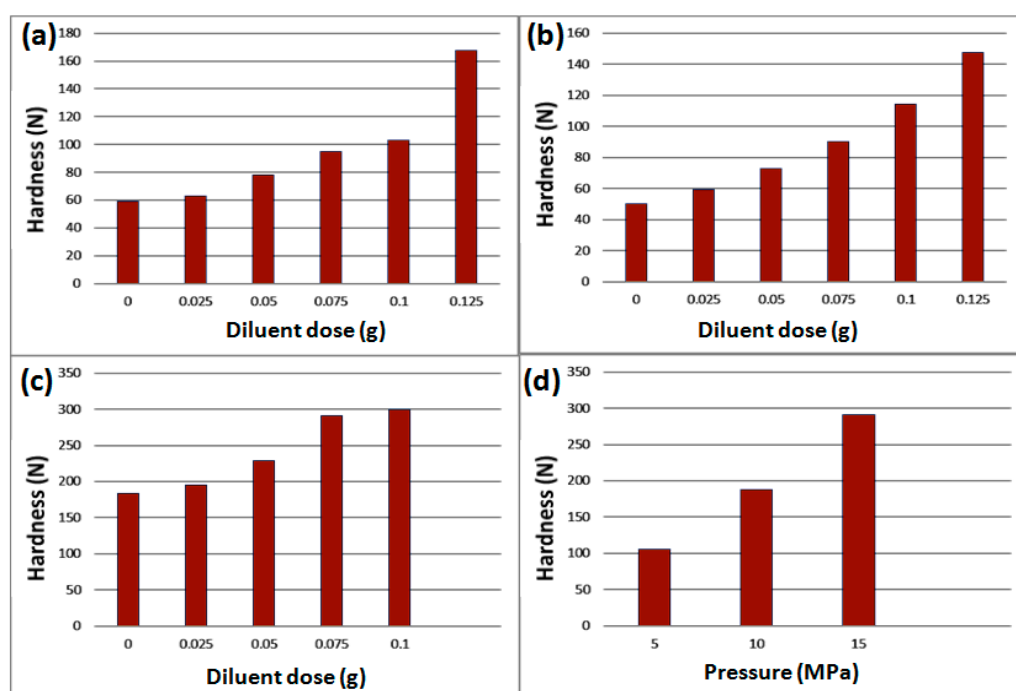 (a)
Hardness (N)
180
160
140
120
100
80
60
40
20
0
0 0.025 0.05 0.075 0.1 0.125
Diluent dose (g)
(b)
Hardness (N)
160
140
120
100
80
60
40
20
0
0 0.025 0.05 0.075 0.1 0.125
Diluent dose (g)
(c)
Hardness (N)
350
300
250
200
150
100
50
0
0 0.025 0.05 0.075 0.1
Diluent dose (g)
(d)
Hardness (N)
350
300
250
200
150
100
50
0
5 10 15
Pressure (MPa)